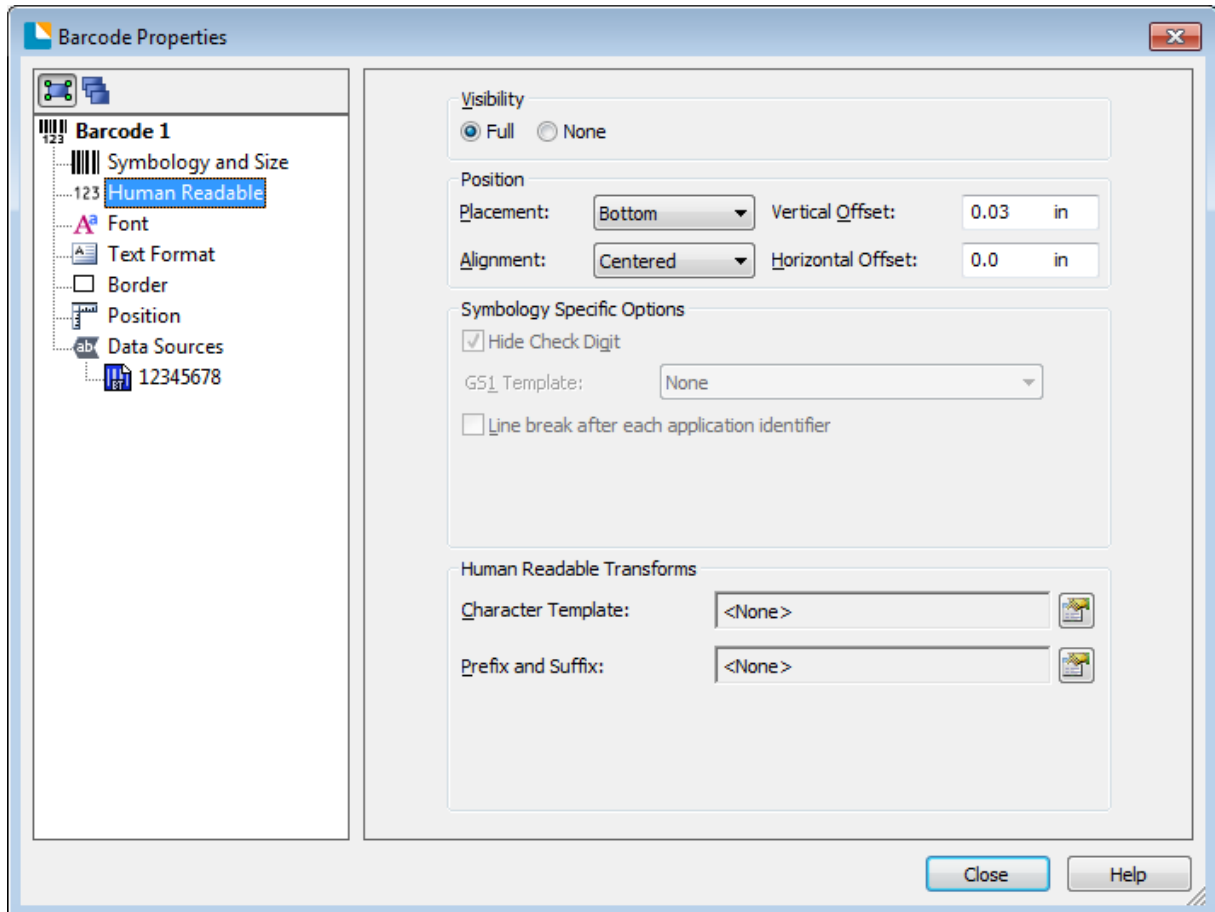 Barcode Properties
Barcode 1
Symbology and Size
123 Human Readable
Font
Text Format
Border
Position
Data Sources
12345678
Visibility
Full None
Position
Placement: Bottom Vertical Offset: 0.03 in
Alignment: Centered Horizontal Offset: 0.0 in
Symbology Specific Options
Hide Check Digit
GS1 Template: None
Line break after each application identifier
Human Readable Transforms
Character Template: <None>
Prefix and Suffix: <None>
Close Help